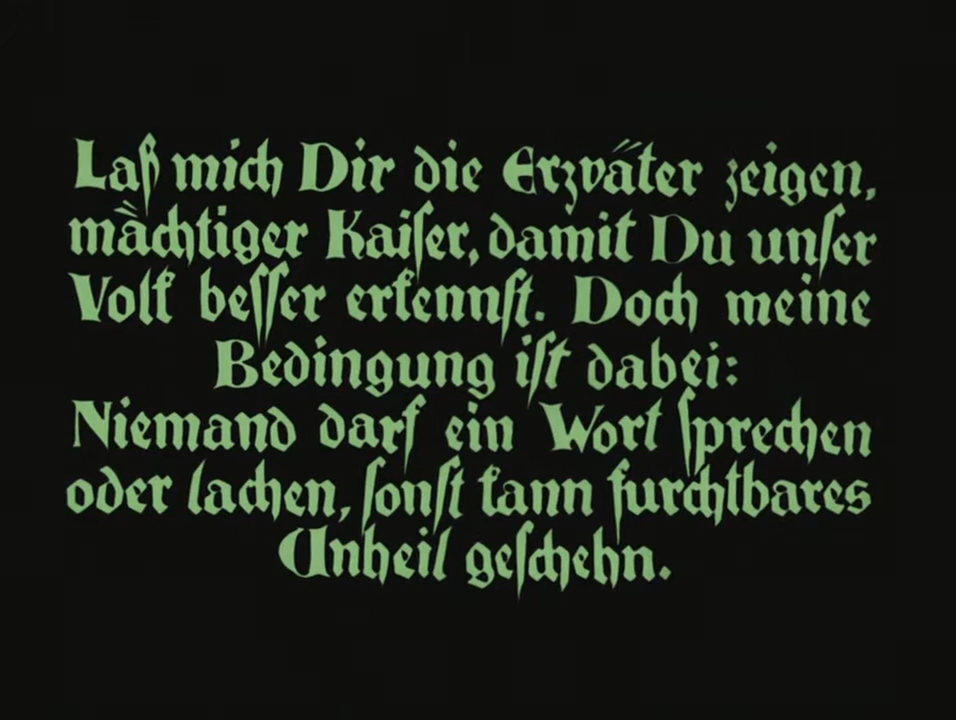 Laß mich Dir die Erzväter zeigen,
mächtiger Kaiſer, damit Du unſer
Volk beſſer erkennſt. Doch meine
Bedingung iſt dabei:
Niemand darf ein Wort ſprechen
oder lachen, ſonſt kann furchtbares
Unheil geſchehn.